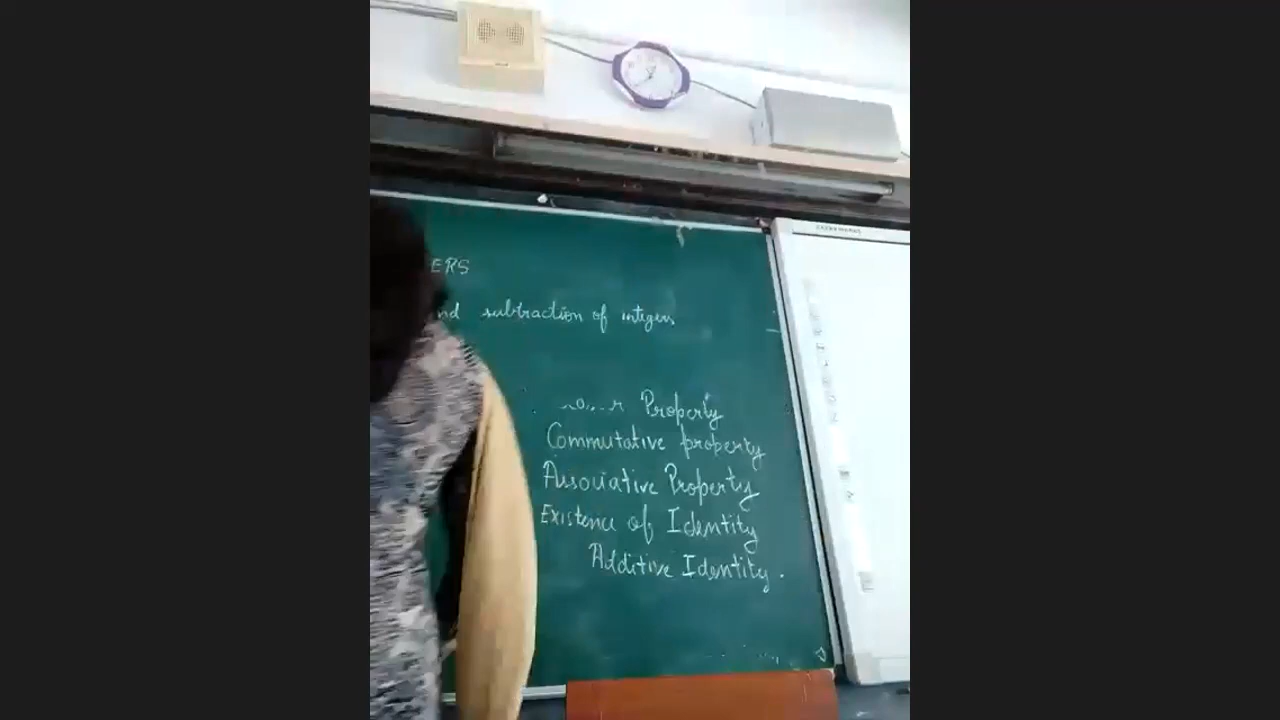 ERS
nd subtraction of integers
Property
Commutative property
Associative Property
Existence of Identity
Additive Identity.